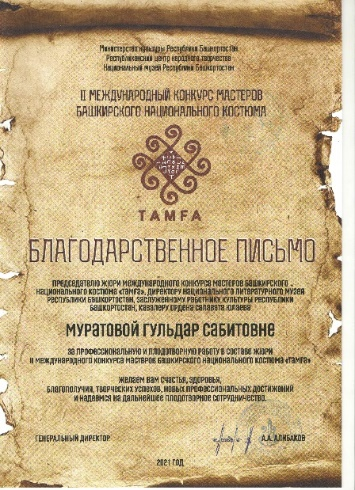 Министерство культуры Республики Башкортостан
Республиканский центр народного творчества
Национальный музей Республики Башкортостан
II МЕЖДУНАРОДНЫЙ КОНКУРС МАСТЕРОВ
БАШКИРСКОГО НАЦИОНАЛЬНОГО КОСТЮМА
ТАМҒА
БЛАГОДАРСТВЕННОЕ ПИСЬМО
ПРЕДСЕДАТЕЛЮ ЖЮРИ МЕЖДУНАРОДНОГО КОНКУРСА МАСТЕРОВ БАШКИРСКОГО
НАЦИОНАЛЬНОГО КОСТЮМА «ТАМҒА», ДИРЕКТОРУ НАЦИОНАЛЬНОГО ЛИТЕРАТУРНОГО МУЗЕЯ
РЕСПУБЛИКИ БАШКОРТОСТАН, ЗАСЛУЖЕННОМУ РАБОТНИКУ КУЛЬТУРЫ РЕСПУБЛИКИ
БАШКОРТОСТАН, КАВАЛЕРУ ОРДЕНА САЛАВАТА ЮЛАЕВА
МУРАТОВОЙ ГУЛЬДАР САБИТОВНЕ
ЗА ПРОФЕССИОНАЛЬНУЮ И ПЛОДОТВОРНУЮ РАБОТУ В СОСТАВЕ ЖЮРИ
II МЕЖДУНАРОДНОГО КОНКУРСА МАСТЕРОВ БАШКИРСКОГО НАЦИОНАЛЬНОГО КОСТЮМА «ТАМҒА»
ЖЕЛАЕМ ВАМ СЧАСТЬЯ, ЗДОРОВЬЯ,
БЛАГОПОЛУЧИЯ, ТВОРЧЕСКИХ УСПЕХОВ, НОВЫХ ПРОФЕССИОНАЛЬНЫХ ДОСТИЖЕНИЙ
И НАДЕЕМСЯ НА ДАЛЬНЕЙШЕЕ ПЛОДОТВОРНОЕ СОТРУДНИЧЕСТВО.
ГЕНЕРАЛЬНЫЙ ДИРЕКТОР А.А. АЛИБАКОВ
2021 ГОД